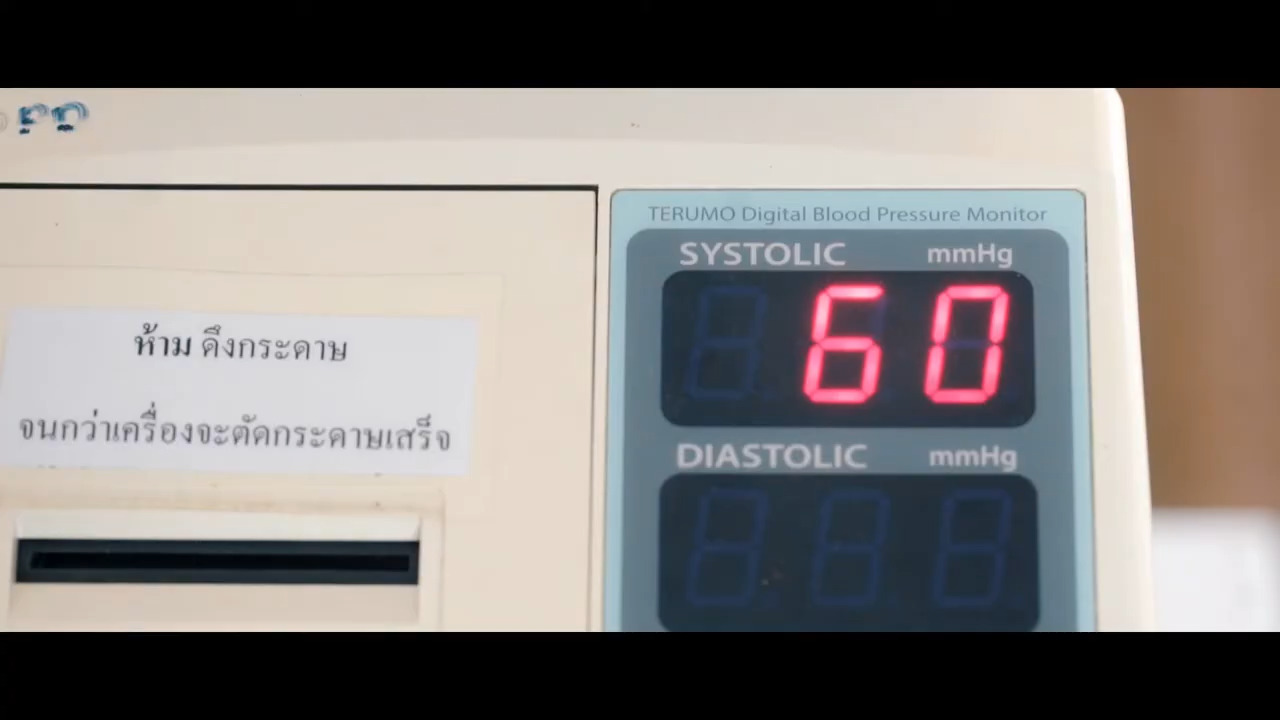 TERUMO Digital Blood Pressure Monitor
SYSTOLIC mmHg
60
DIASTOLIC mmHg
ห้าม ดึงกระดาษ
จนกว่าเครื่องจะตัดกระดาษเสร็จ